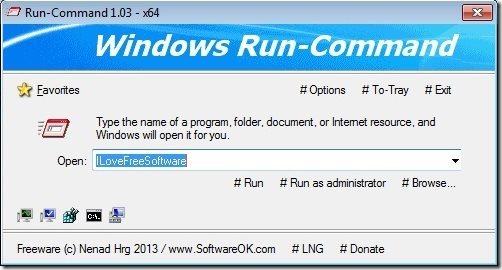 Run-Command 1.03 - x64
Windows Run-Command
Favorites # Options # To-Tray # Exit
Type the name of a program, folder, document, or Internet resource, and
Windows will open it for you.
Open: ILoveFreeSoftware
# Run # Run as administrator # Browse...
Freeware (c) Nenad Hrg 2013 / www.SoftwareOK.com # LNG # Donate